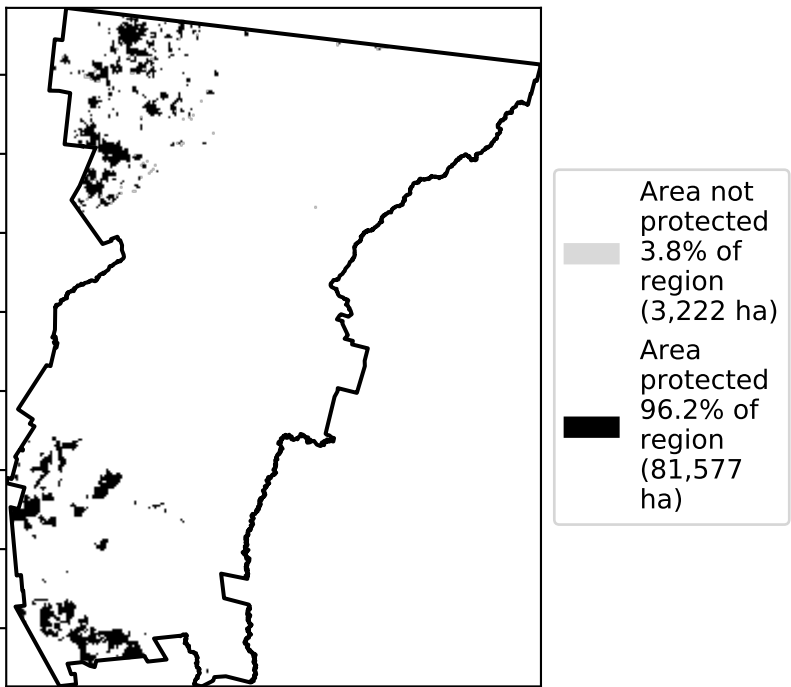 Area not
protected
3.8% of
region
(3,222 ha)
Area
protected
96.2% of
region
(81,577
ha)